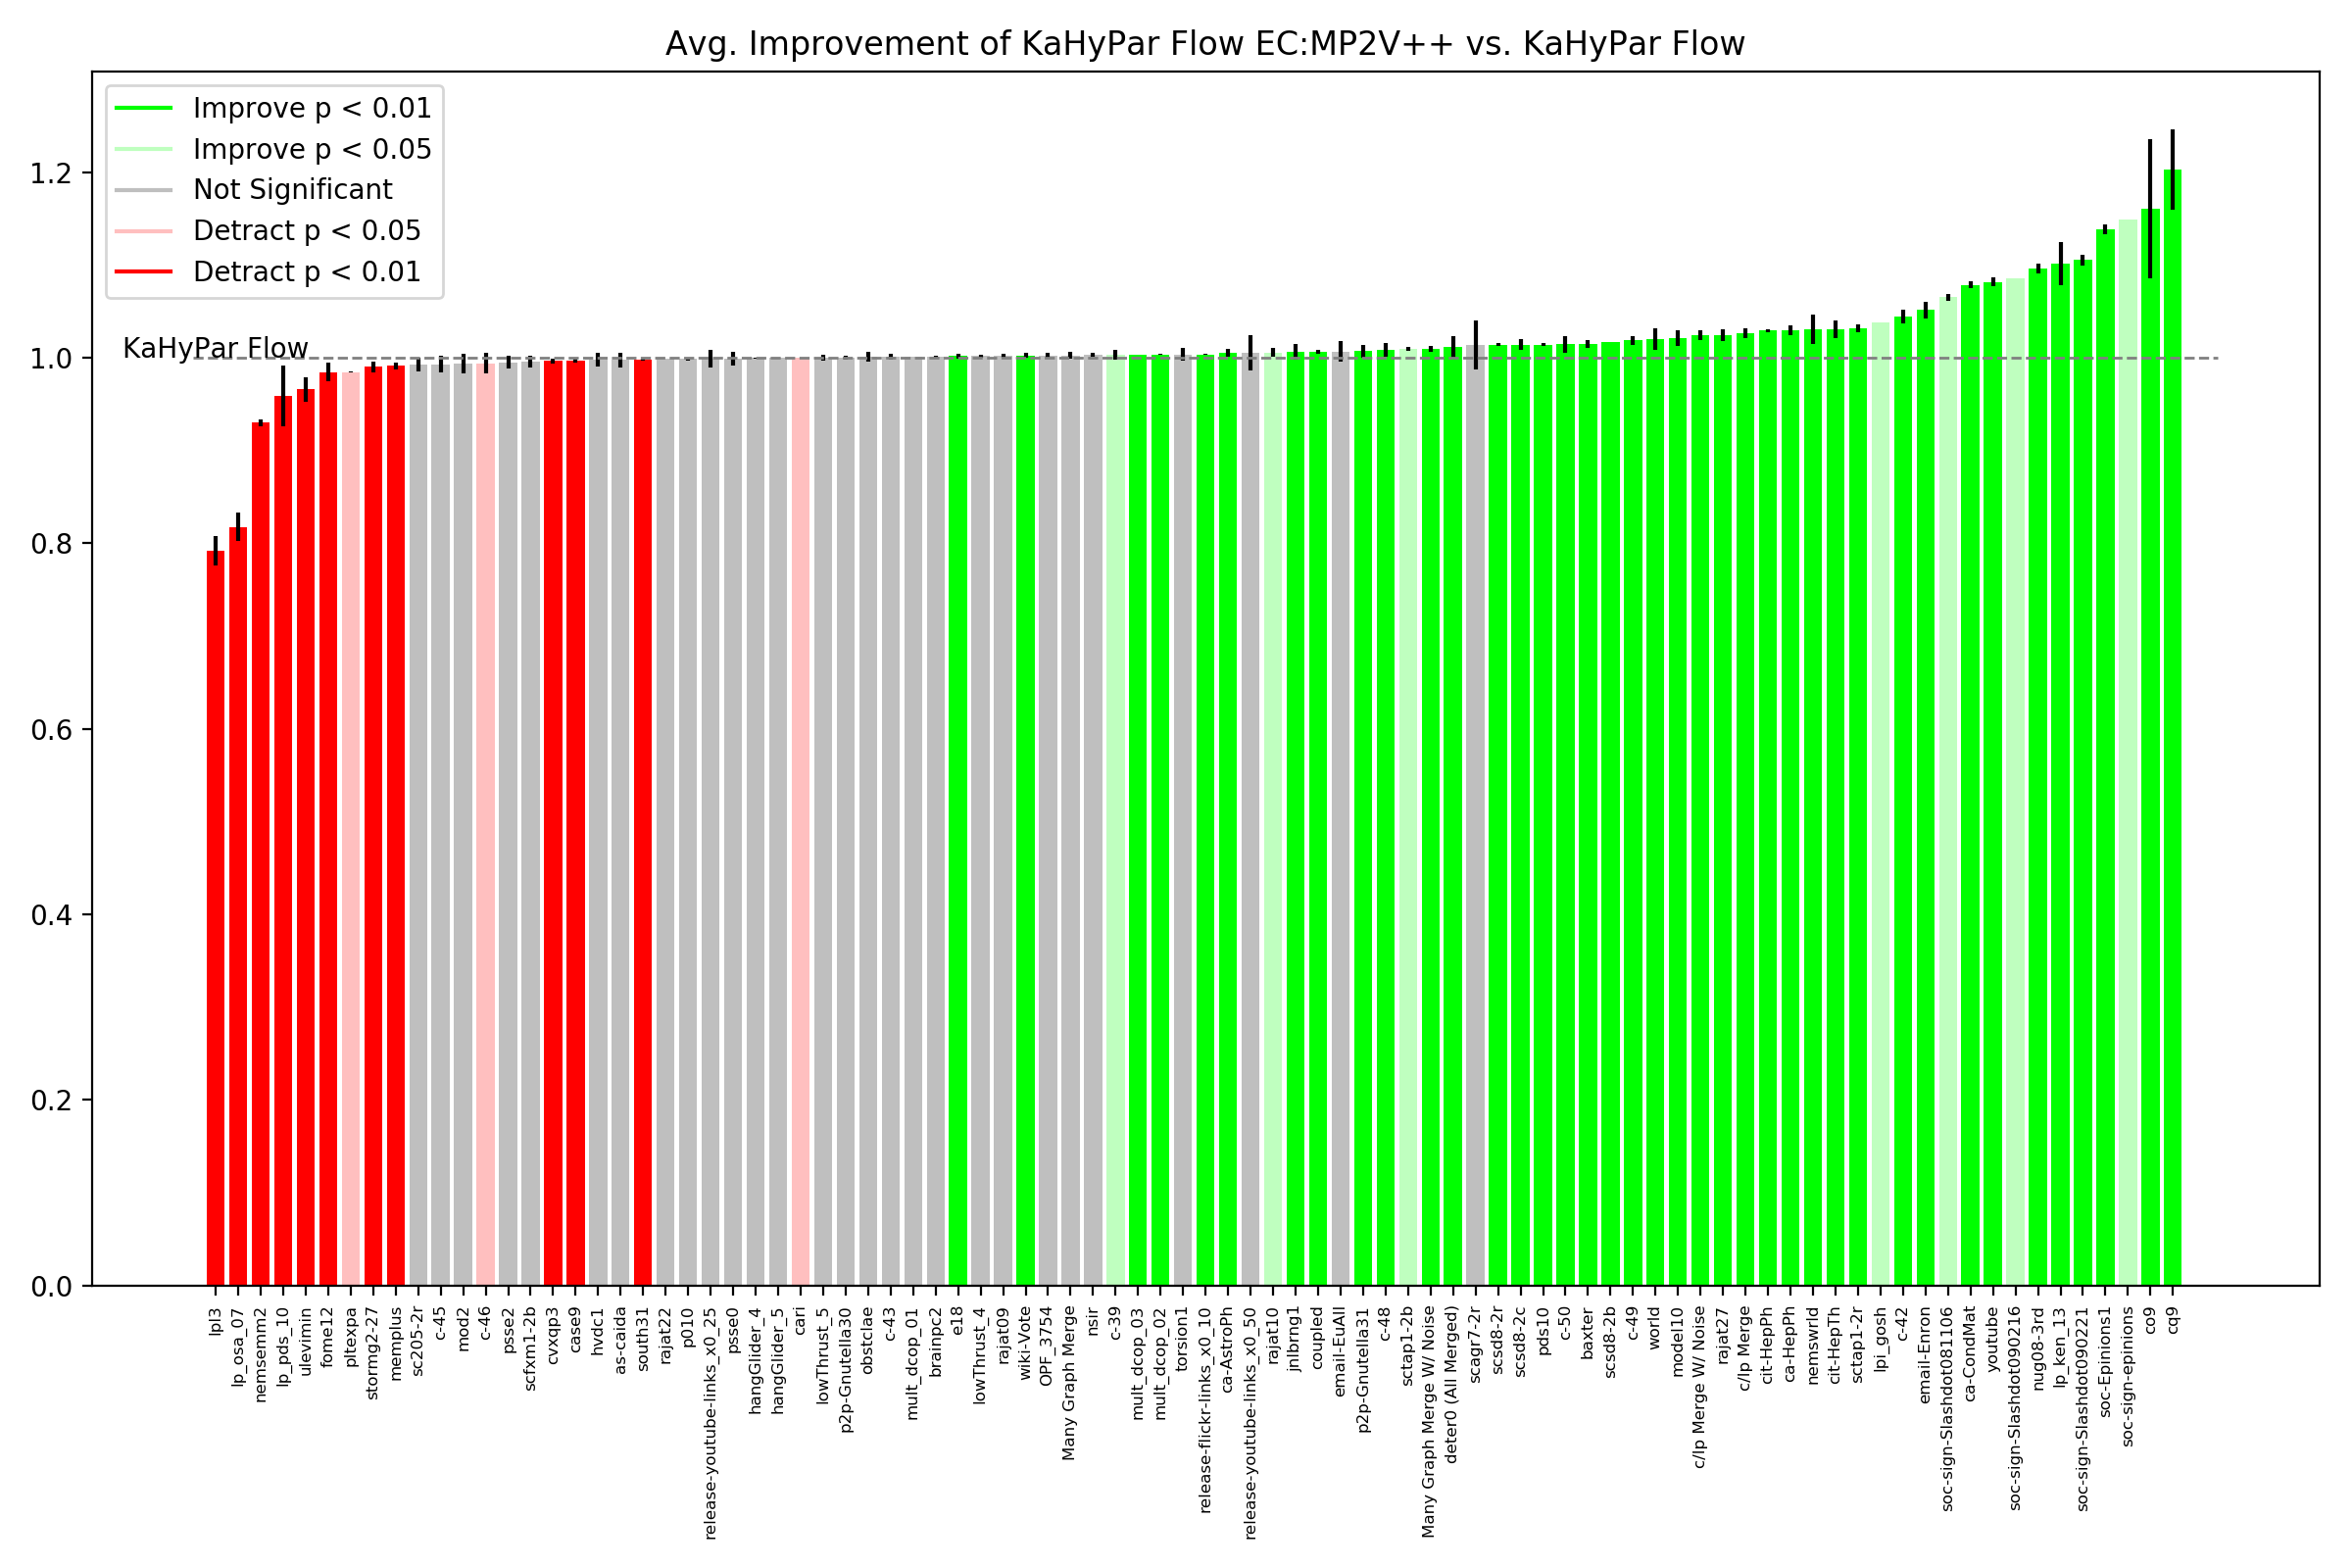 Avg. Improvement of KaHyPar Flow EC:MP2V++ vs. KaHyPar Flow
Improve p < 0.01
Improve p < 0.05
Not Significant
Detract p < 0.05
Detract p < 0.01
KaHyPar Flow
1.2
1.0
0.8
0.6
0.4
0.2
0.0
lpl3
lp_osa_07
nemsemm2
lp_pds_10
ulevimin
fome12
pltexpa
stormg2-27
memplus
sc205-2r
c-45
mod2
c-46
psse2
scfxm1-2b
cvxqp3
case9
hvdc1
as-caida
south31
rajat22
p010
release-youtube-links_x0_25
psse0
hangGlider_4
hangGlider_5
cari
lowThrust_5
p2p-Gnutella30
obstclae
c-43
mult_dcop_01
brainpc2
e18
lowThrust_4
rajat09
wiki-Vote
OPF_3754
Many Graph Merge
nsir
c-39
mult_dcop_03
mult_dcop_02
torsion1
release-flickr-links_x0_10
ca-AstroPh
release-youtube-links_x0_50
rajat10
jnlbrng1
coupled
email-EuAll
p2p-Gnutella31
c-48
sctap1-2b
Many Graph Merge W/ Noise
deter0 (All Merged)
scagr7-2r
scsd8-2r
scsd8-2c
pds10
c-50
baxter
scsd8-2b
c-49
world
model10
c/lp Merge W/ Noise
rajat27
c/lp Merge
cit-HepPh
ca-HepPh
nemswrld
cit-HepTh
sctap1-2r
lpi_gosh
c-42
email-Enron
soc-sign-Slashdot081106
ca-CondMat
youtube
soc-sign-Slashdot090216
nug08-3rd
lp_ken_13
soc-sign-Slashdot090221
soc-Epinions1
soc-sign-epinions
co9
cq9